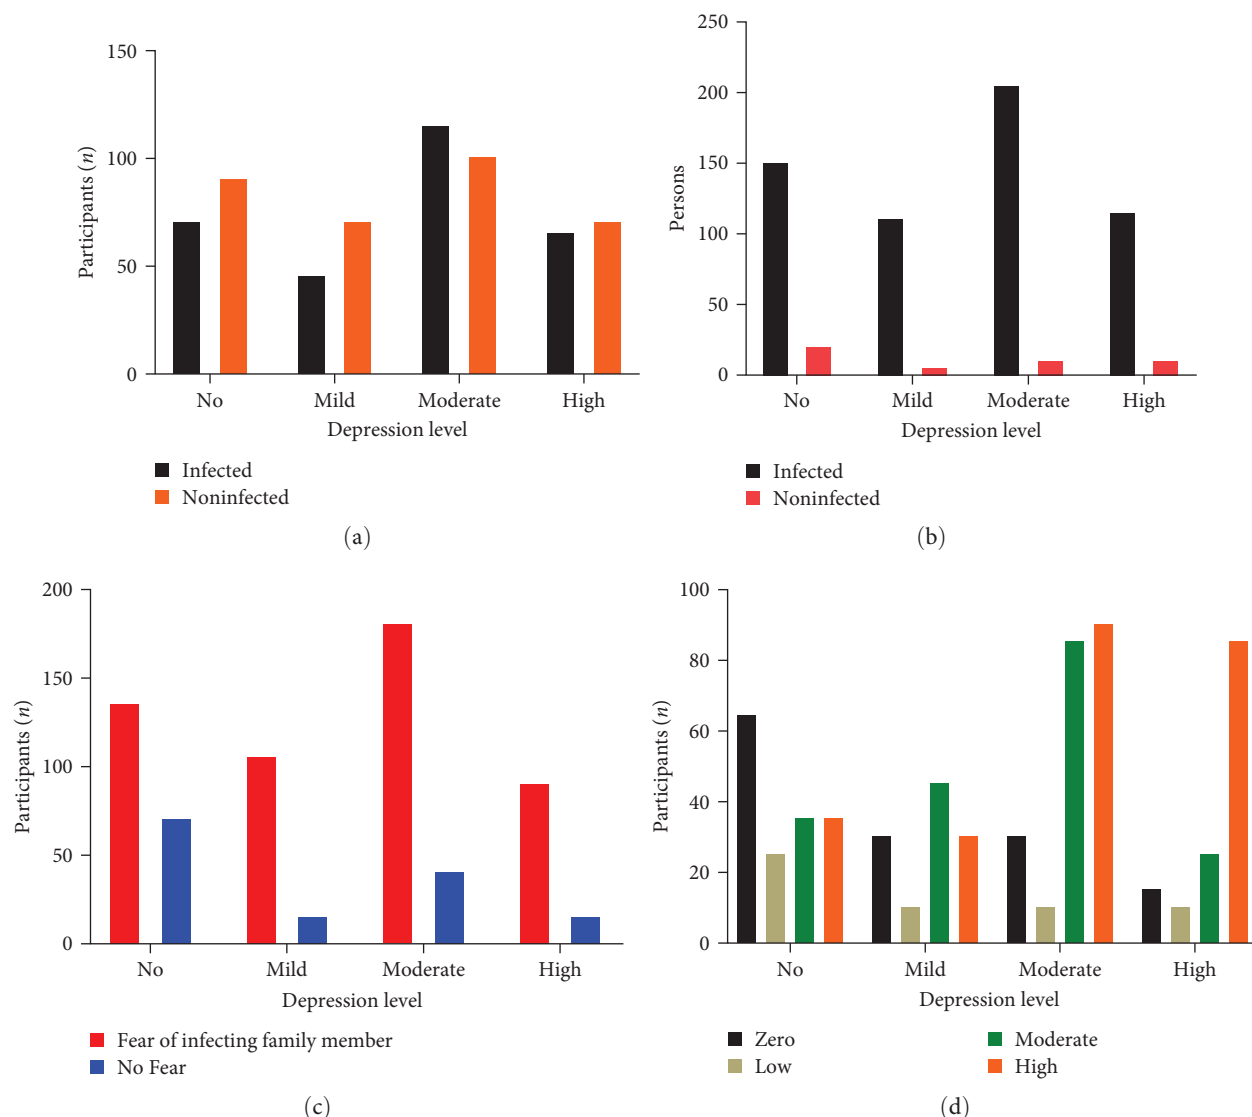 150
100
50
0
Participants (n)
No Mild Moderate High
Depression level
Infected
Noninfected
(a)
250
200
150
100
50
0
Persons
No Mild Moderate High
Depression level
Infected
Noninfected
(b)
200
150
100
50
0
Participants (n)
No Mild Moderate High
Depression level
Fear of infecting family member
No Fear
(c)
100
80
60
40
20
0
Participants (n)
No Mild Moderate High
Depression level
Zero Moderate
Low High
(d)